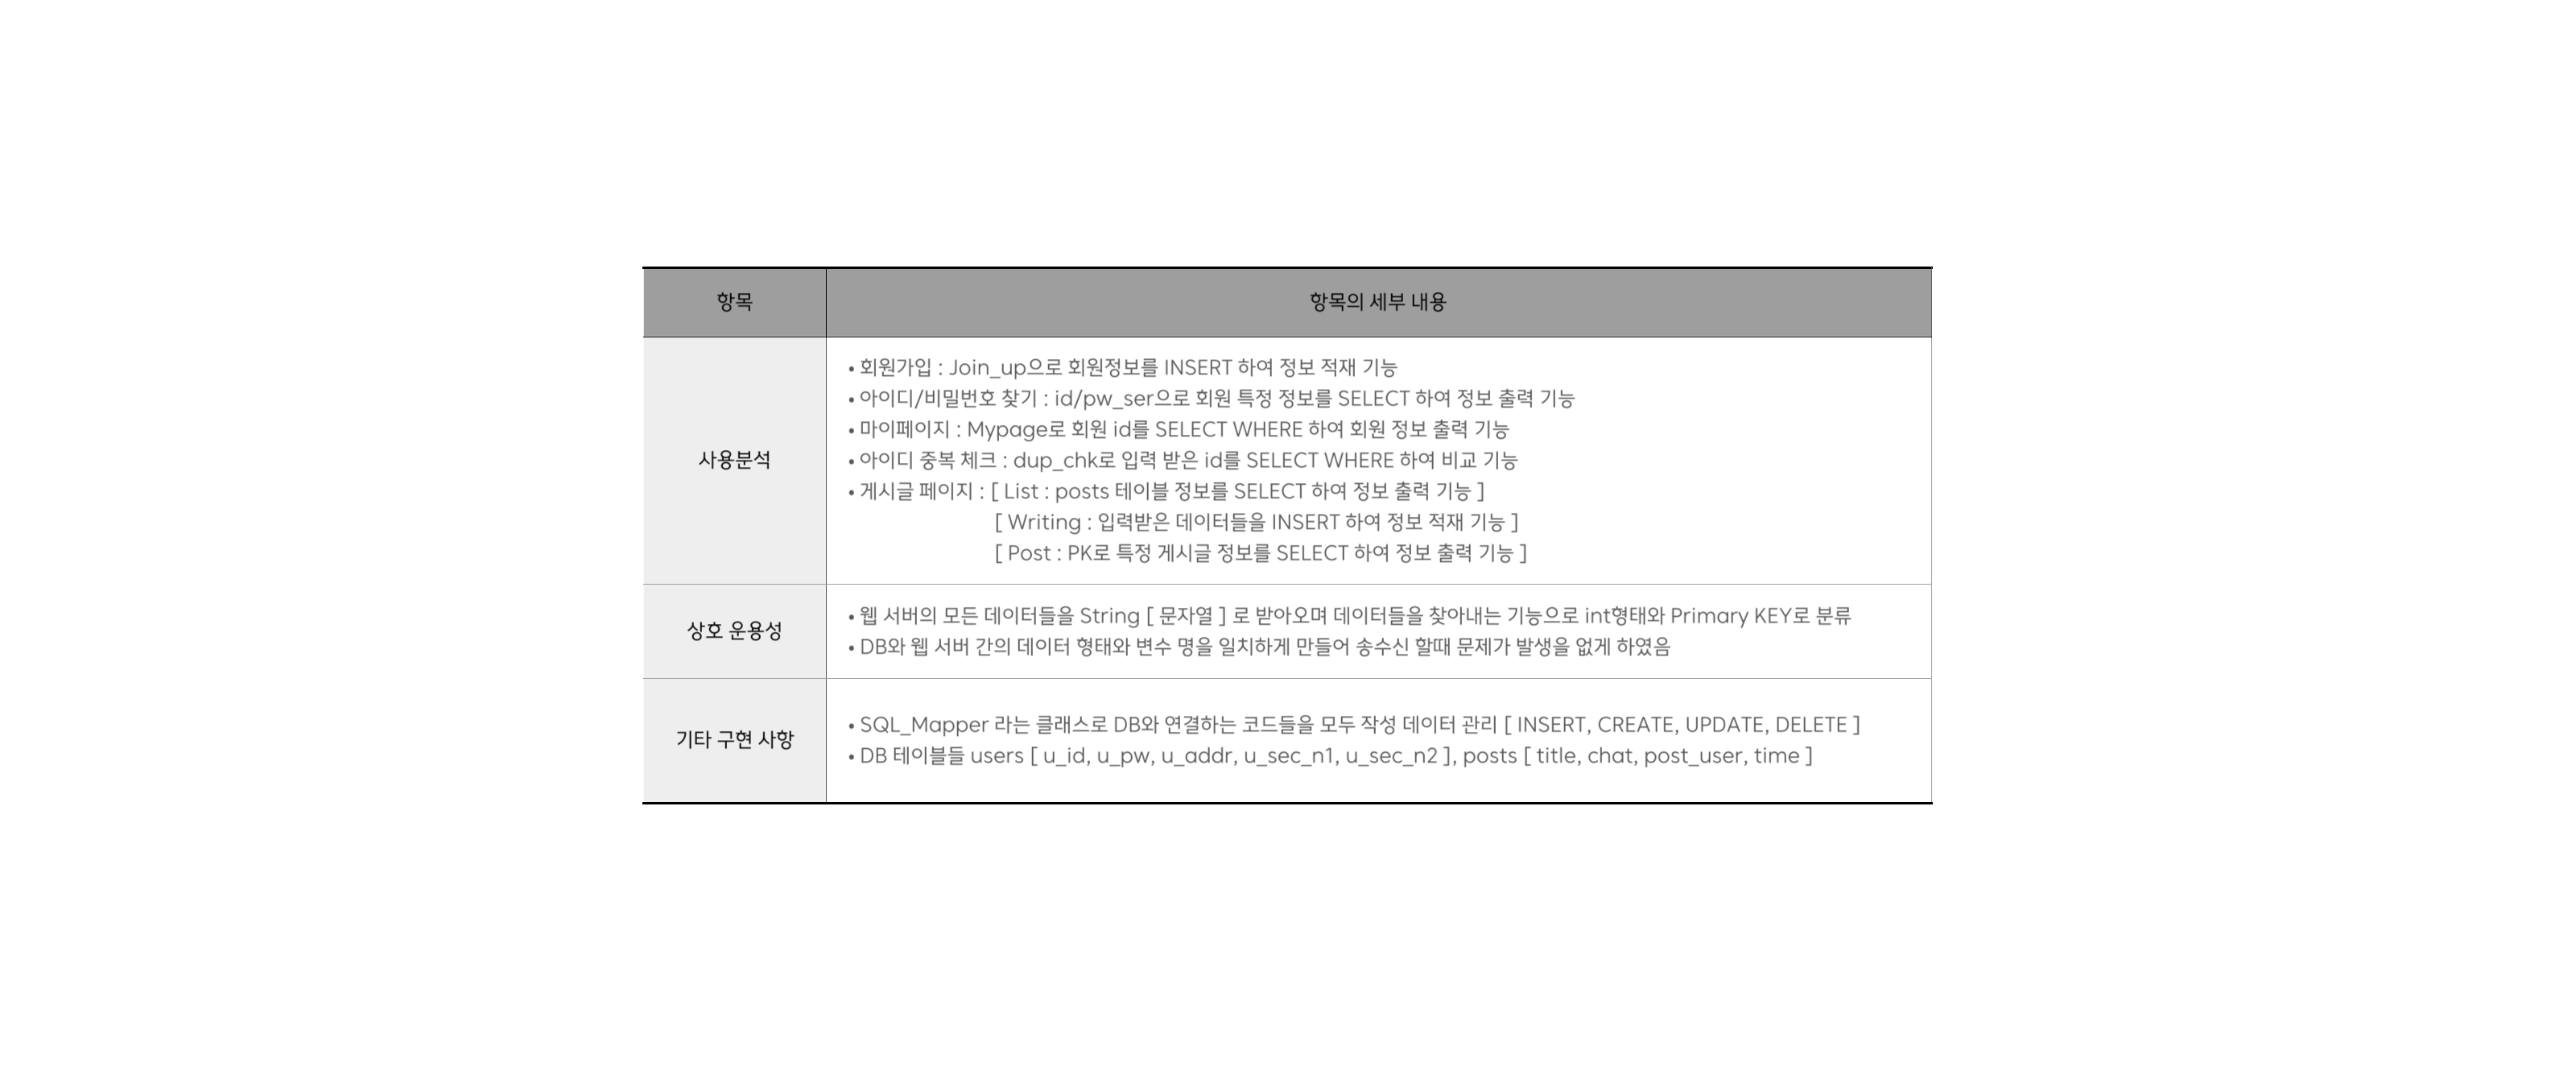 항목
항목의 세부 내용
사용분석
• 회원가입 : Join_up으로 회원정보를 INSERT 하여 정보 적재 기능
• 아이디/비밀번호 찾기 : id/pw_ser으로 회원 특정 정보를 SELECT 하여 정보 출력 기능
• 마이페이지 : Mypage로 회원 id를 SELECT WHERE 하여 회원 정보 출력 기능
• 아이디 중복 체크 : dup_chk로 입력 받은 id를 SELECT WHERE 하여 비교 기능
• 게시글 페이지 : [ List : posts 테이블 정보를 SELECT 하여 정보 출력 기능 ]
[ Writing : 입력받은 데이터들을 INSERT 하여 정보 적재 기능 ]
[ Post : PK로 특정 게시글 정보를 SELECT 하여 정보 출력 기능 ]
상호 운용성
• 웹 서버의 모든 데이터들을 String [ 문자열 ] 로 받아오며 데이터들을 찾아내는 기능으로 int형태와 Primary KEY로 분류
• DB와 웹 서버 간의 데이터 형태와 변수 명을 일치하게 만들어 송수신 할때 문제가 발생을 없게 하였음
기타 구현 사항
• SQL_Mapper 라는 클래스로 DB와 연결하는 코드들을 모두 작성 데이터 관리 [ INSERT, CREATE, UPDATE, DELETE ]
• DB 테이블들 users [ u_id, u_pw, u_addr, u_sec_n1, u_sec_n2 ], posts [ title, chat, post_user, time ]